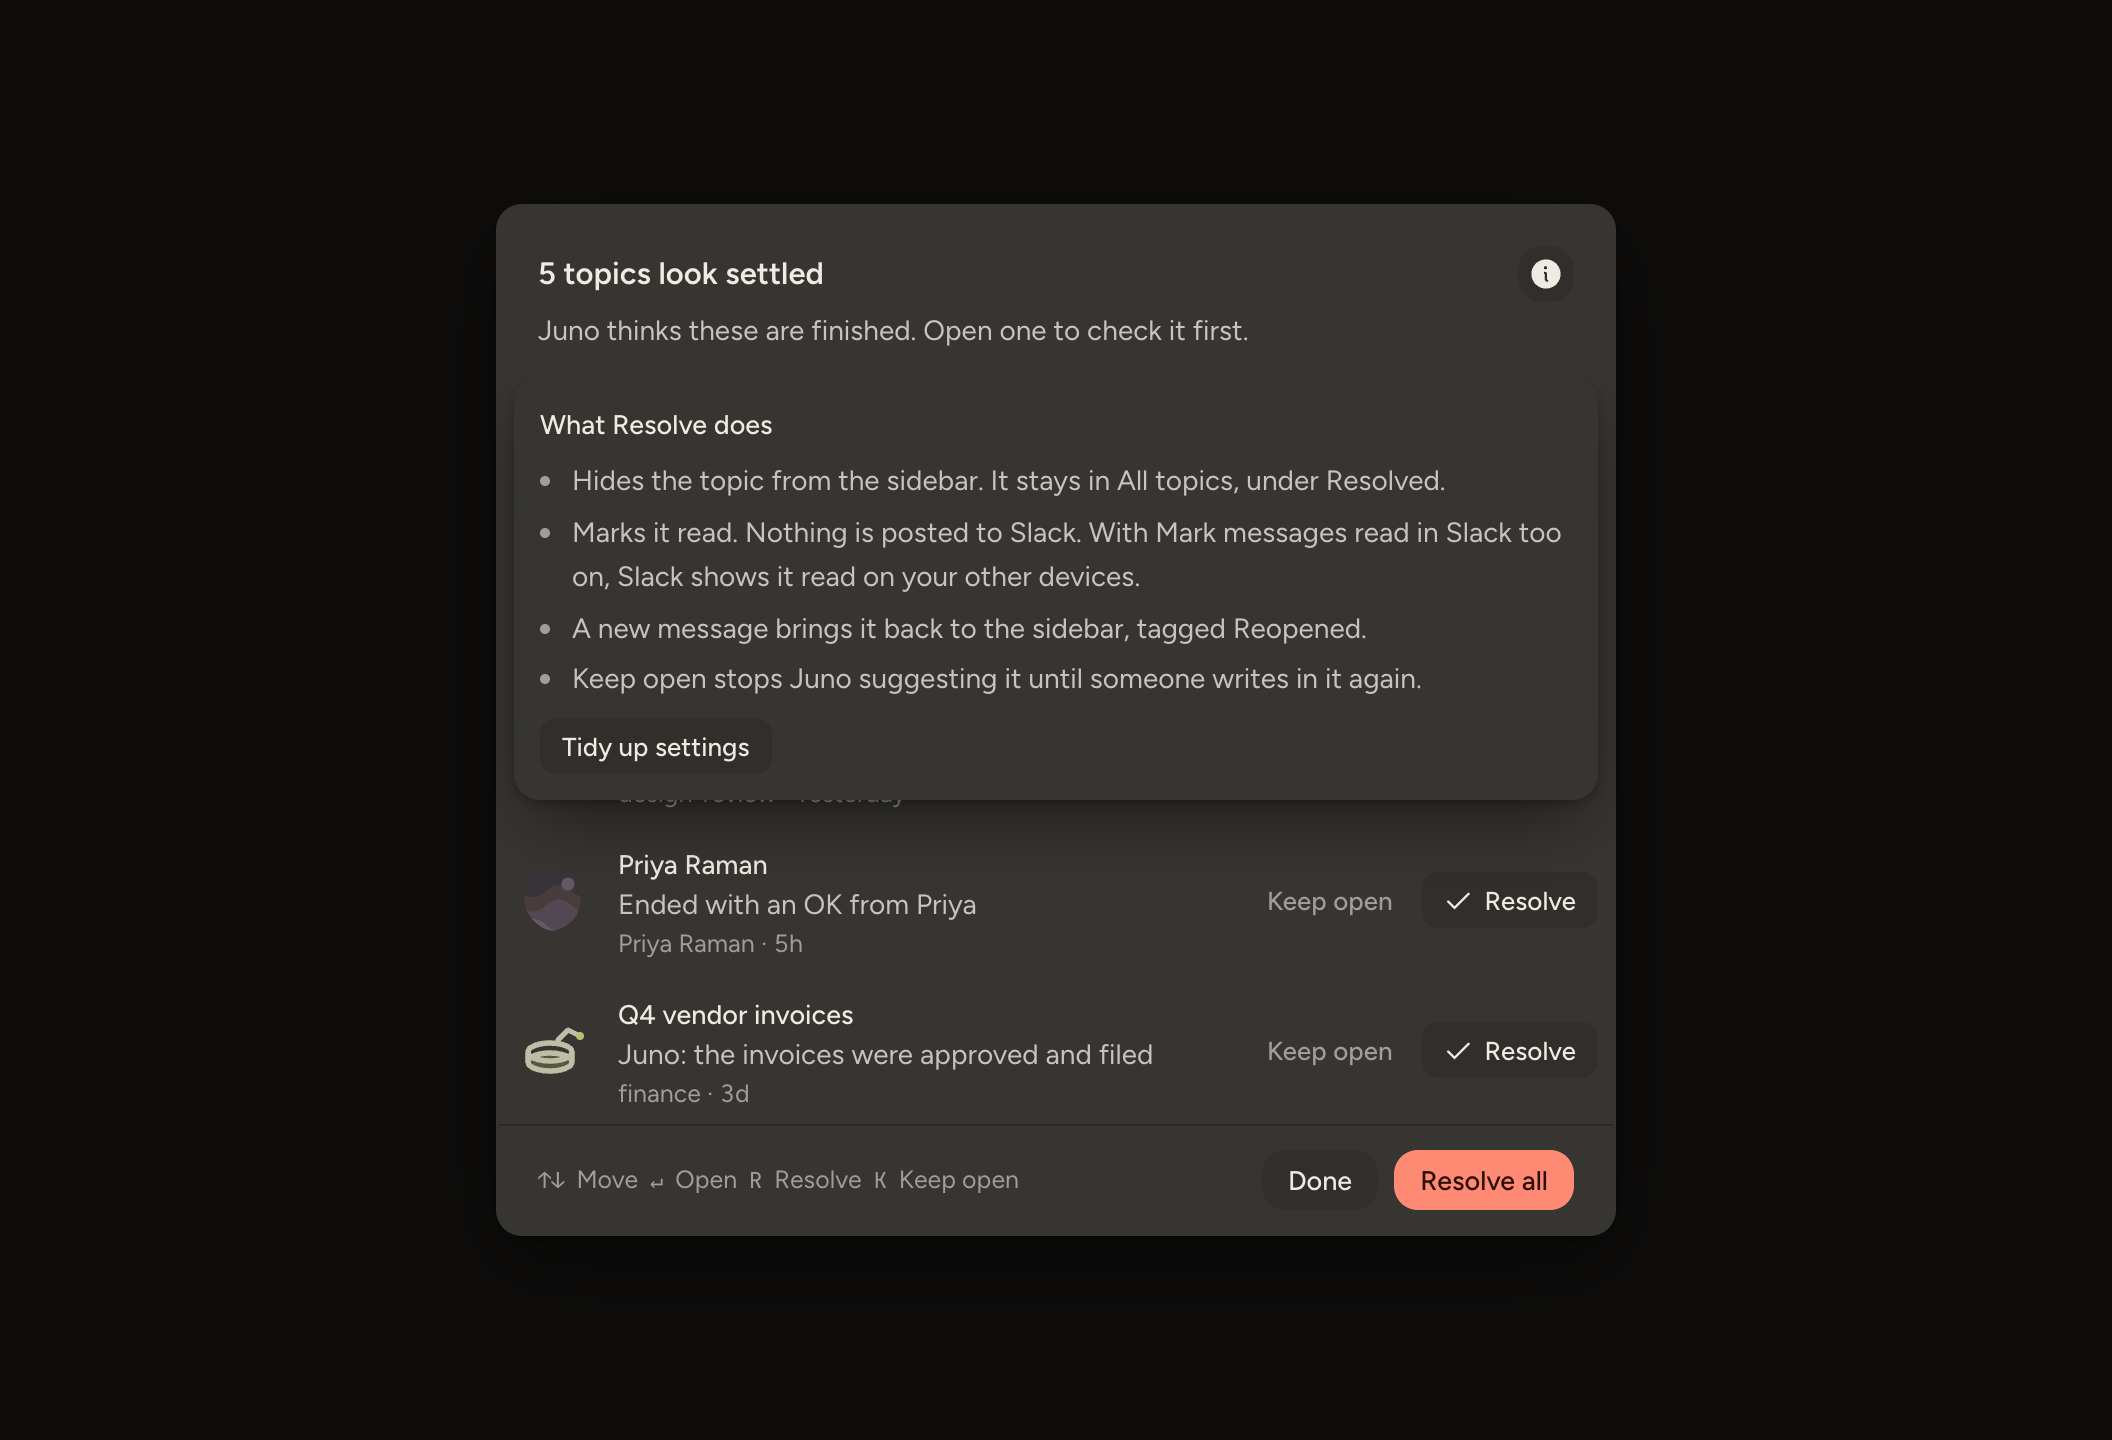 5 topics look settled
Juno thinks these are finished. Open one to check it first.
What Resolve does
Hides the topic from the sidebar. It stays in All topics, under Resolved.
Marks it read. Nothing is posted to Slack. With Mark messages read in Slack too
on, Slack shows it read on your other devices.
A new message brings it back to the sidebar, tagged Reopened.
Keep open stops Juno suggesting it until someone writes in it again.
Tidy up settings
Priya Raman
Ended with an OK from Priya
Priya Raman · 5h
Keep open
Resolve
Q4 vendor invoices
Juno: the invoices were approved and filed
finance · 3d
Keep open
Resolve
↑↓ Move ↵ Open R Resolve K Keep open
Done
Resolve all